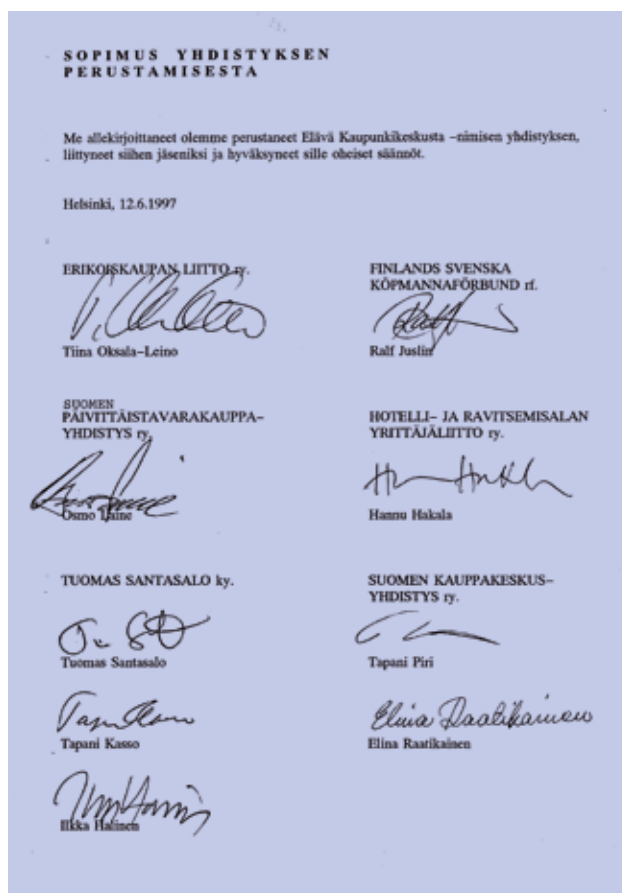 SOPIMUS YHDISTYKSEN
PERUSTAMISESTA
Me allekirjoittaneet olemme perustaneet Elävä Kaupunkikeskusta –nimisen yhdistyksen,
liittyneet siihen jäseniksi ja hyväksyneet sille oheiset säännöt.
Helsinki, 12.6.1997
ERIKOISKAUPAN LIITTO ry.
Tiina Oksala–Leino
FINLANDS SVENSKA
KÖPMANNAFÖRBUND rf.
Ralf Juslin
SUOMEN
PÄIVITTÄISTAVARAKAUPPA–
YHDISTYS ry.
Osmo Laine
HOTELLI– JA RAVITSEMISALAN
YRITTÄJÄLIITTO ry.
Hannu Hakala
TUOMAS SANTASALO ky.
Tuomas Santasalo
SUOMEN KAUPPAKESKUS–
YHDISTYS ry.
Tapani Piri
Tapani Kasso
Elina Raatikainen
Elina Raatikainen
Ilkka Halinen